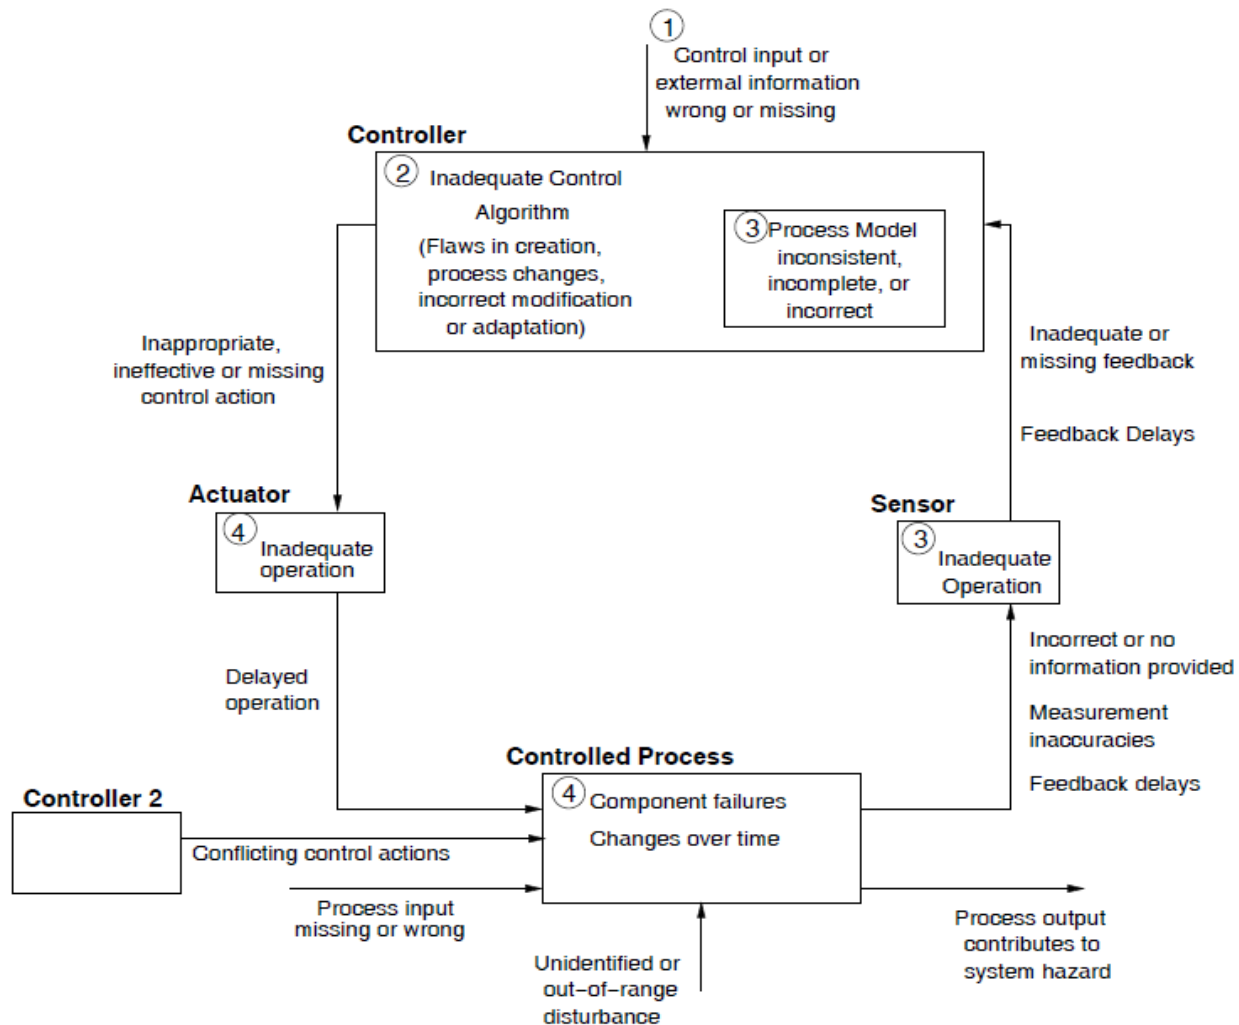 1
Control input or
external information
wrong or missing
Controller
2
Inadequate Control
Algorithm
(Flaws in creation,
process changes,
incorrect modification
or adaptation)
3
Process Model
inconsistent,
incomplete, or
incorrect
Inappropriate,
ineffective or missing
control action
Inadequate or
missing feedback
Feedback Delays
Actuator
4
Inadequate
operation
Sensor
3
Inadequate
Operation
Delayed
operation
Incorrect or no
information provided
Measurement
inaccuracies
Feedback delays
Controlled Process
4
Component failures
Changes over time
Controller 2
Conflicting control actions
Process input
missing or wrong
Unidentified or
out-of-range
disturbance
Process output
contributes to
system hazard